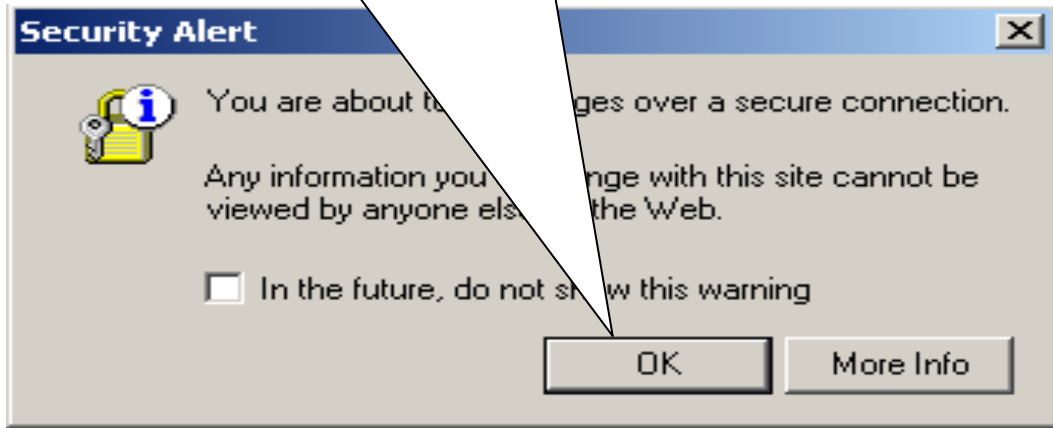 Security Alert
You are about t ges over a secure connection.
Any information you nge with this site cannot be
viewed by anyone els the Web.
In the future, do not sh w this warning
OK
More Info